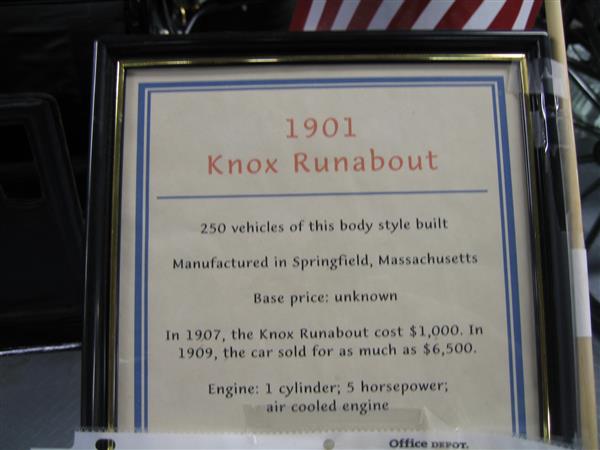 1901
Knox Runabout
250 vehicles of this body style built
Manufactured in Springfield, Massachusetts
Base price: unknown
In 1907, the Knox Runabout cost $1,000. In
1909, the car sold for as much as $6,500.
Engine: 1 cylinder; 5 horsepower;
air cooled engine
Office DEPOT.